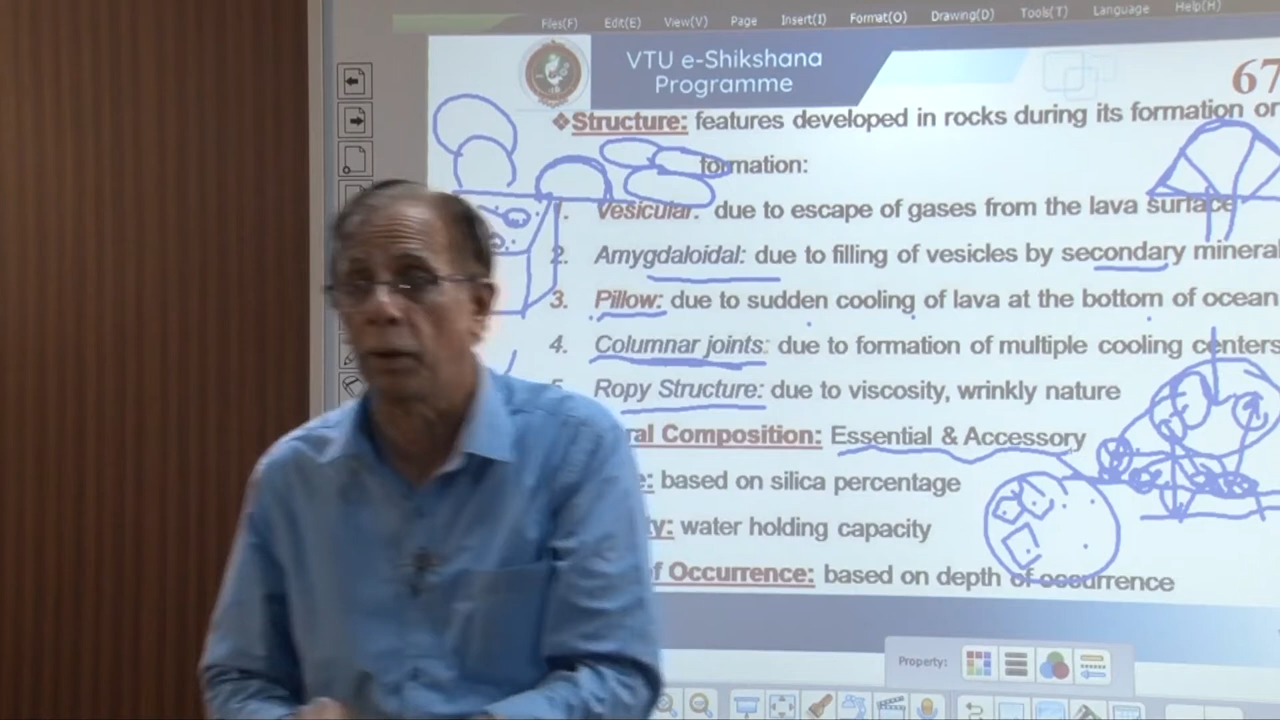 Files(F) Edit(E) View(V) Page Insert(I) Format(O) Drawing(D) Tools(T) Language Help(H)
VTU e-Shikshana
Programme
67
❖Structure: features developed in rocks during its formation or
formation:
1. Vesicular: due to escape of gases from the lava surface
2. Amygdaloidal: due to filling of vesicles by secondary minera
3. Pillow: due to sudden cooling of lava at the bottom of ocean
4. Columnar joints: due to formation of multiple cooling centers
5. Ropy Structure: due to viscosity, wrinkly nature
ral Composition: Essential & Accessory
e: based on silica percentage
ty: water holding capacity
f Occurrence: based on depth of occurrence
Property: